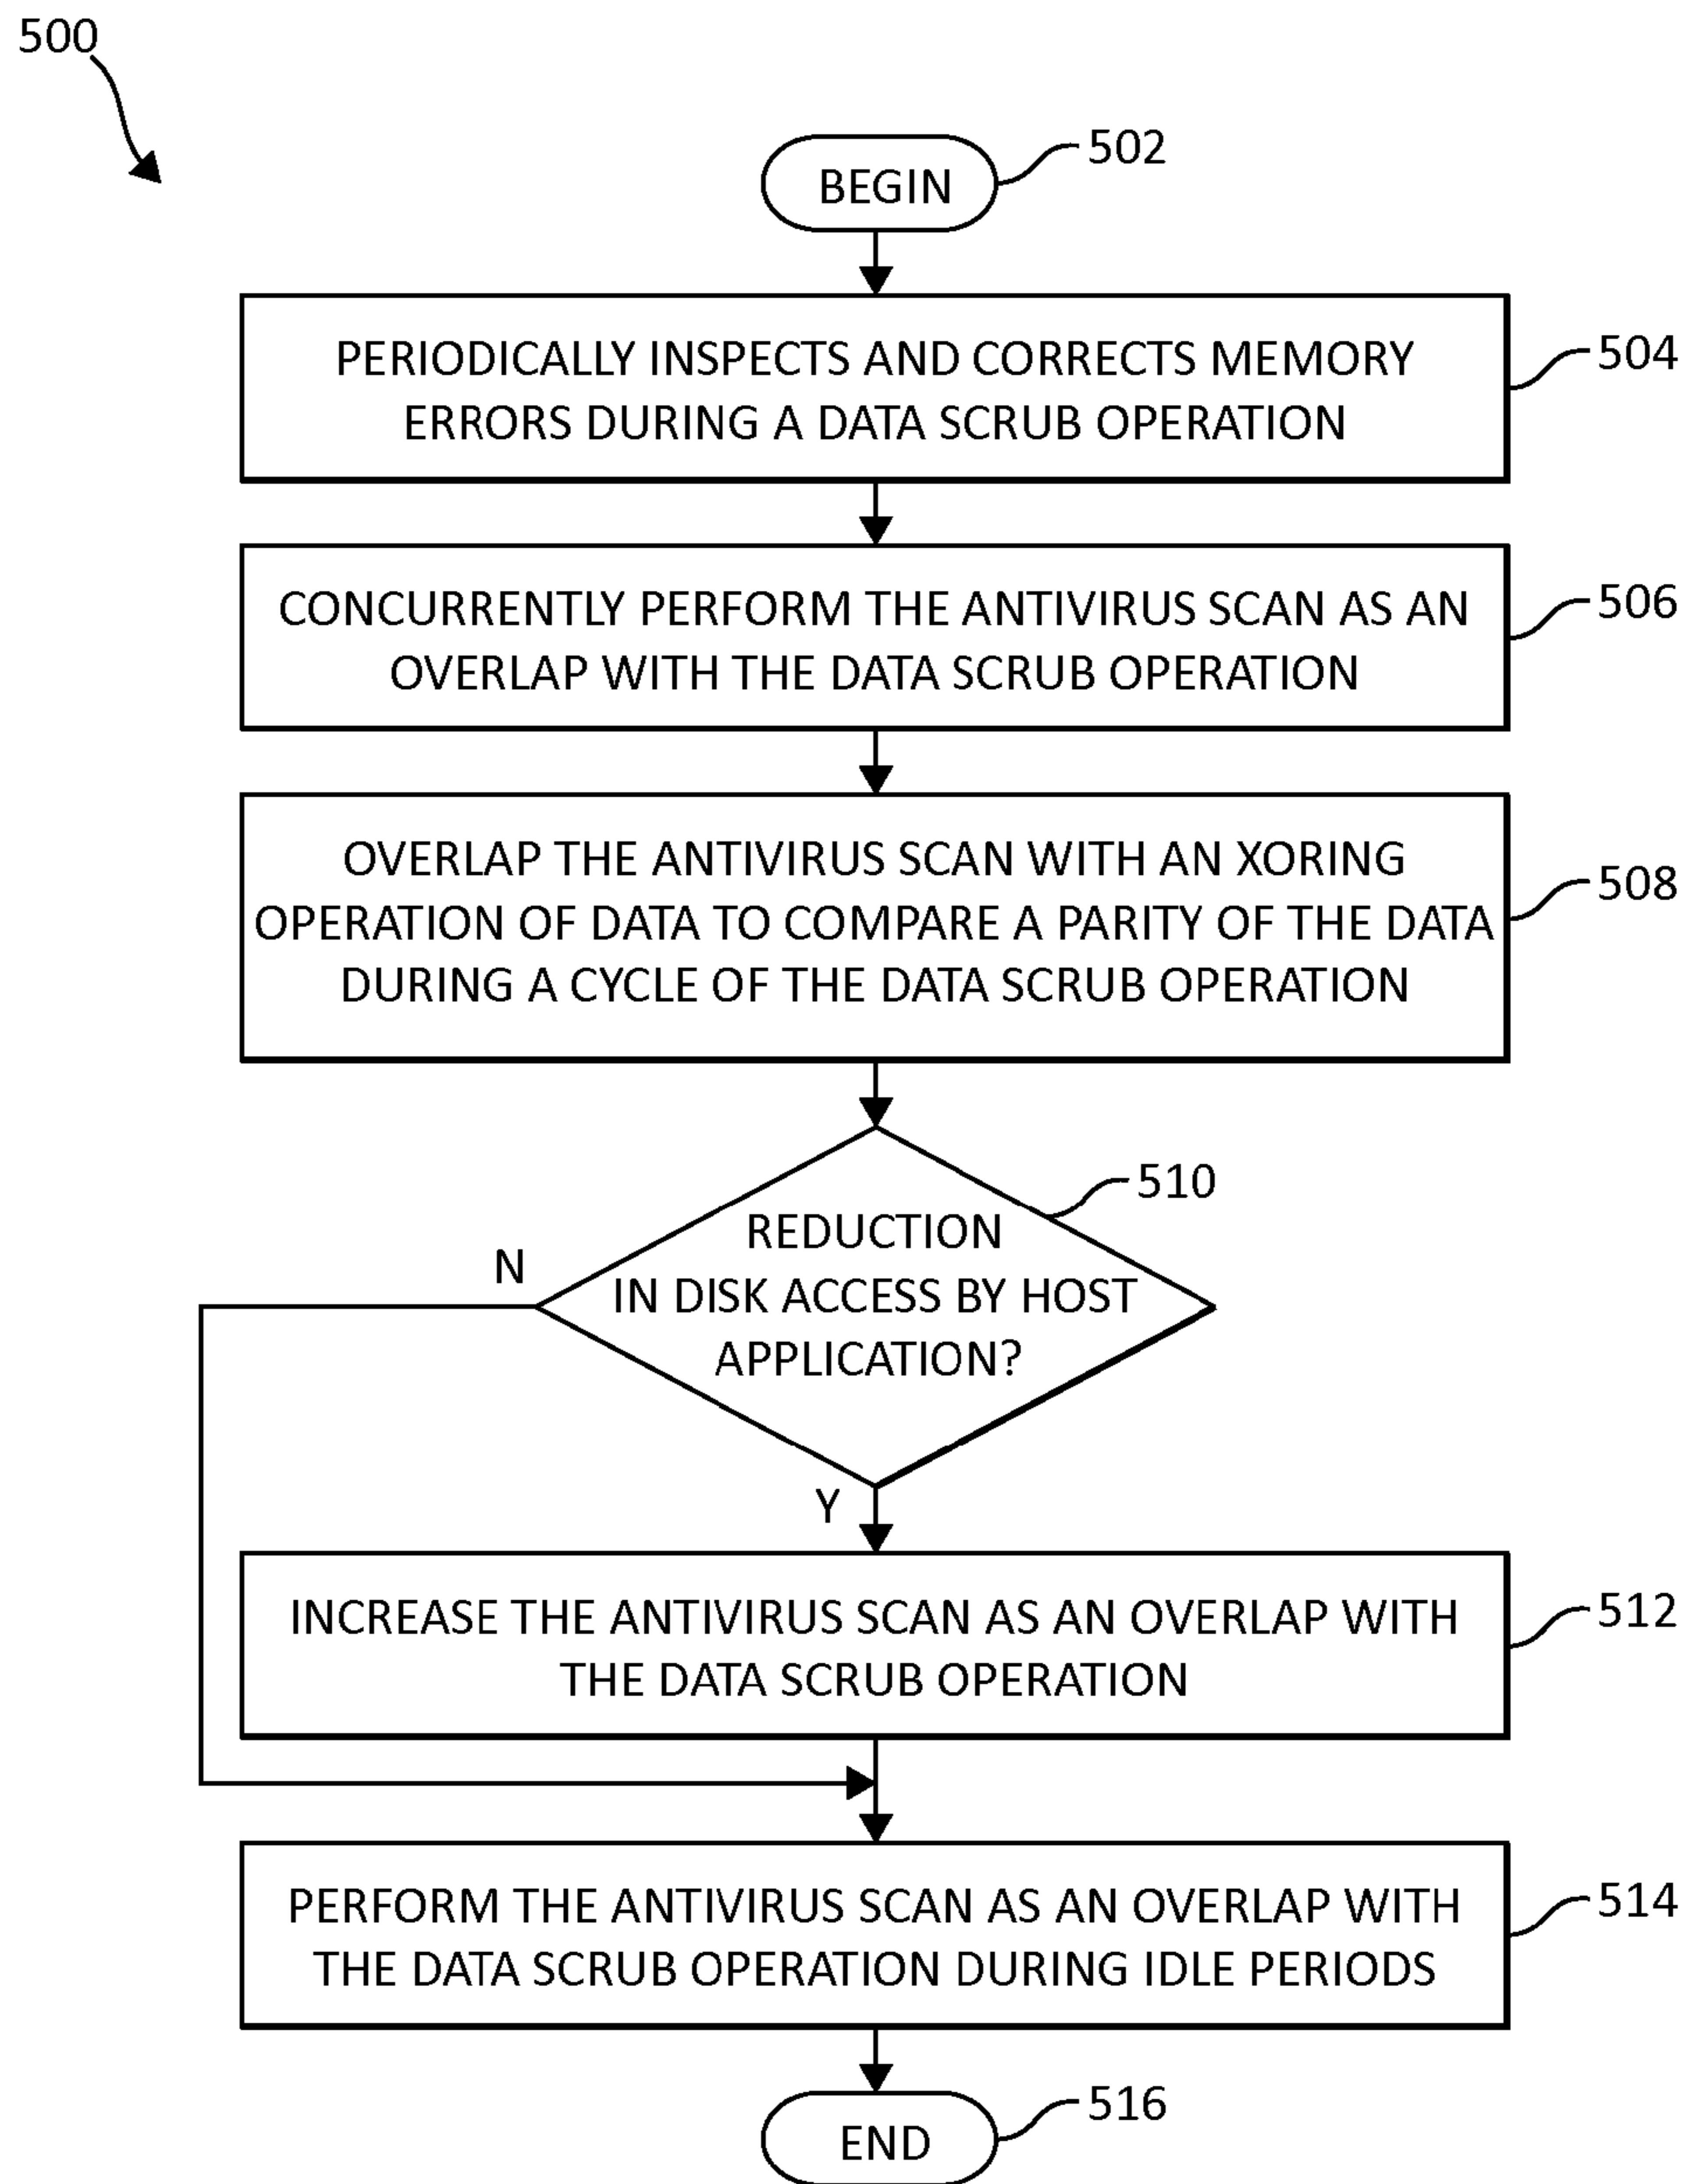 500
BEGIN
502
PERIODICALLY INSPECTS AND CORRECTS MEMORY
ERRORS DURING A DATA SCRUB OPERATION
504
CONCURRENTLY PERFORM THE ANTIVIRUS SCAN AS AN
OVERLAP WITH THE DATA SCRUB OPERATION
506
OVERLAP THE ANTIVIRUS SCAN WITH AN XORING
OPERATION OF DATA TO COMPARE A PARITY OF THE DATA
DURING A CYCLE OF THE DATA SCRUB OPERATION
508
REDUCTION
IN DISK ACCESS BY HOST
APPLICATION?
510
N
Y
INCREASE THE ANTIVIRUS SCAN AS AN OVERLAP WITH
THE DATA SCRUB OPERATION
512
PERFORM THE ANTIVIRUS SCAN AS AN OVERLAP WITH
THE DATA SCRUB OPERATION DURING IDLE PERIODS
514
END
516